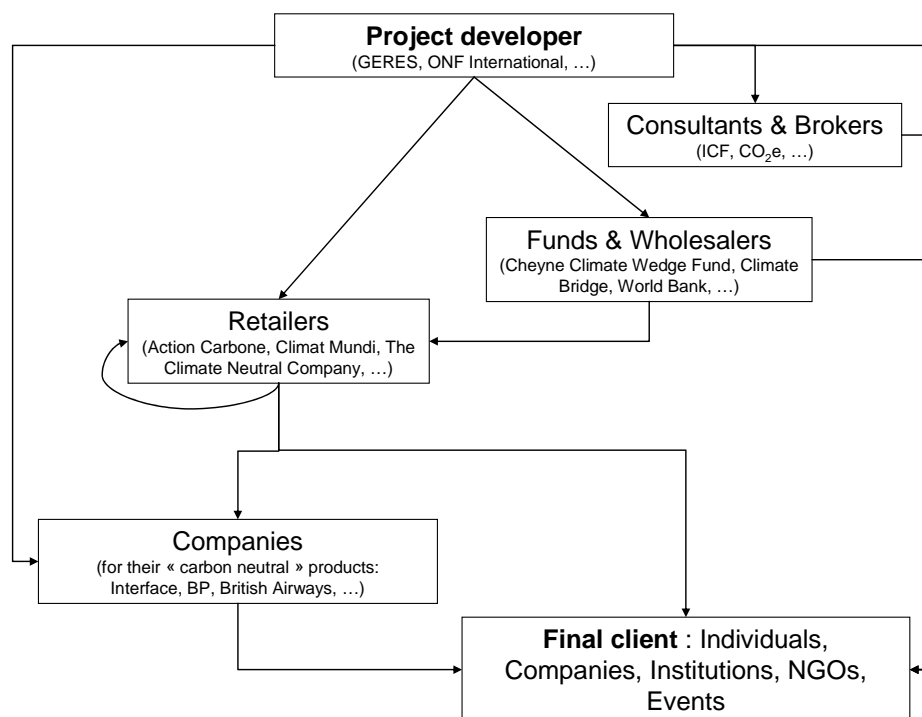 Project developer
(GERES, ONF International, …)
Consultants & Brokers
(ICF, CO₂e, …)
Funds & Wholesalers
(Cheyne Climate Wedge Fund, Climate
Bridge, World Bank, …)
Retailers
(Action Carbone, Climat Mundi, The
Climate Neutral Company, …)
Companies
(for their « carbon neutral » products:
Interface, BP, British Airways, …)
Final client : Individuals,
Companies, Institutions, NGOs,
Events